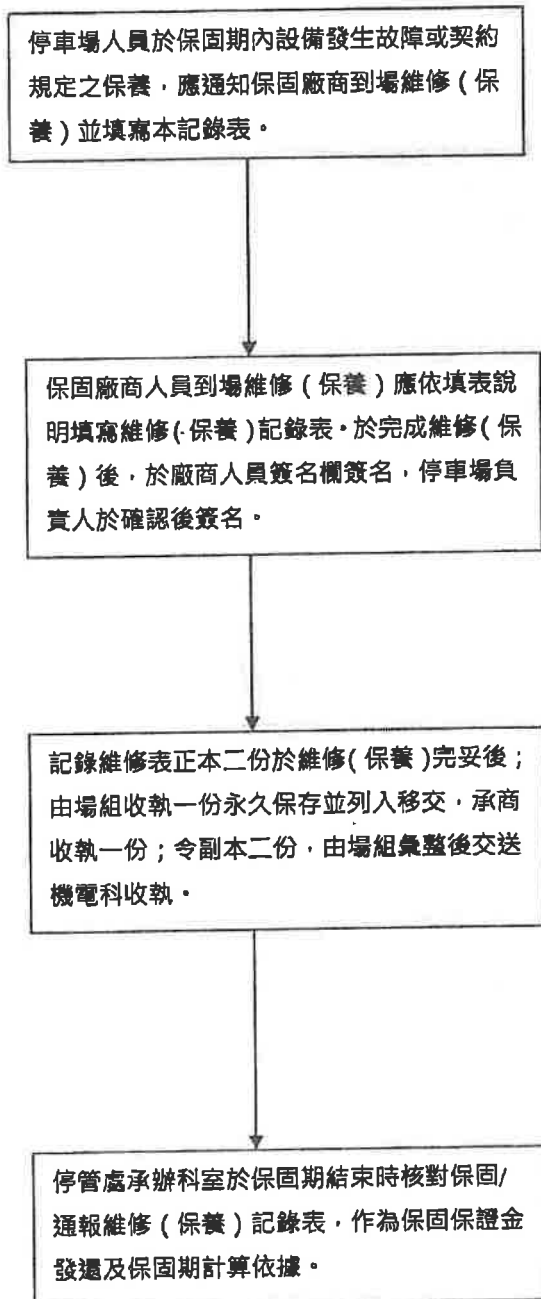 停車場人員於保固期內設備發生故障或契約
規定之保養，應通知保固廠商到場維修（保
養）並填寫本記錄表。
保固廠商人員到場維修（保養）應依填表說
明填寫維修(保養）記錄表。於完成維修(保
養）後，於廠商人員簽名欄簽名，停車場負
責人於確認後簽名。
記錄維修表正本二份於維修(保養)完妥後；
由場組收執一份永久保存並列入移交，承商
收執一份；令副本二份，由場組彙整後交送
機電科收執。
停管處承辦科室於保固期結束時核對保固/
通報維修（保養）記錄表，作為保固保證金
發還及保固期計算依據。